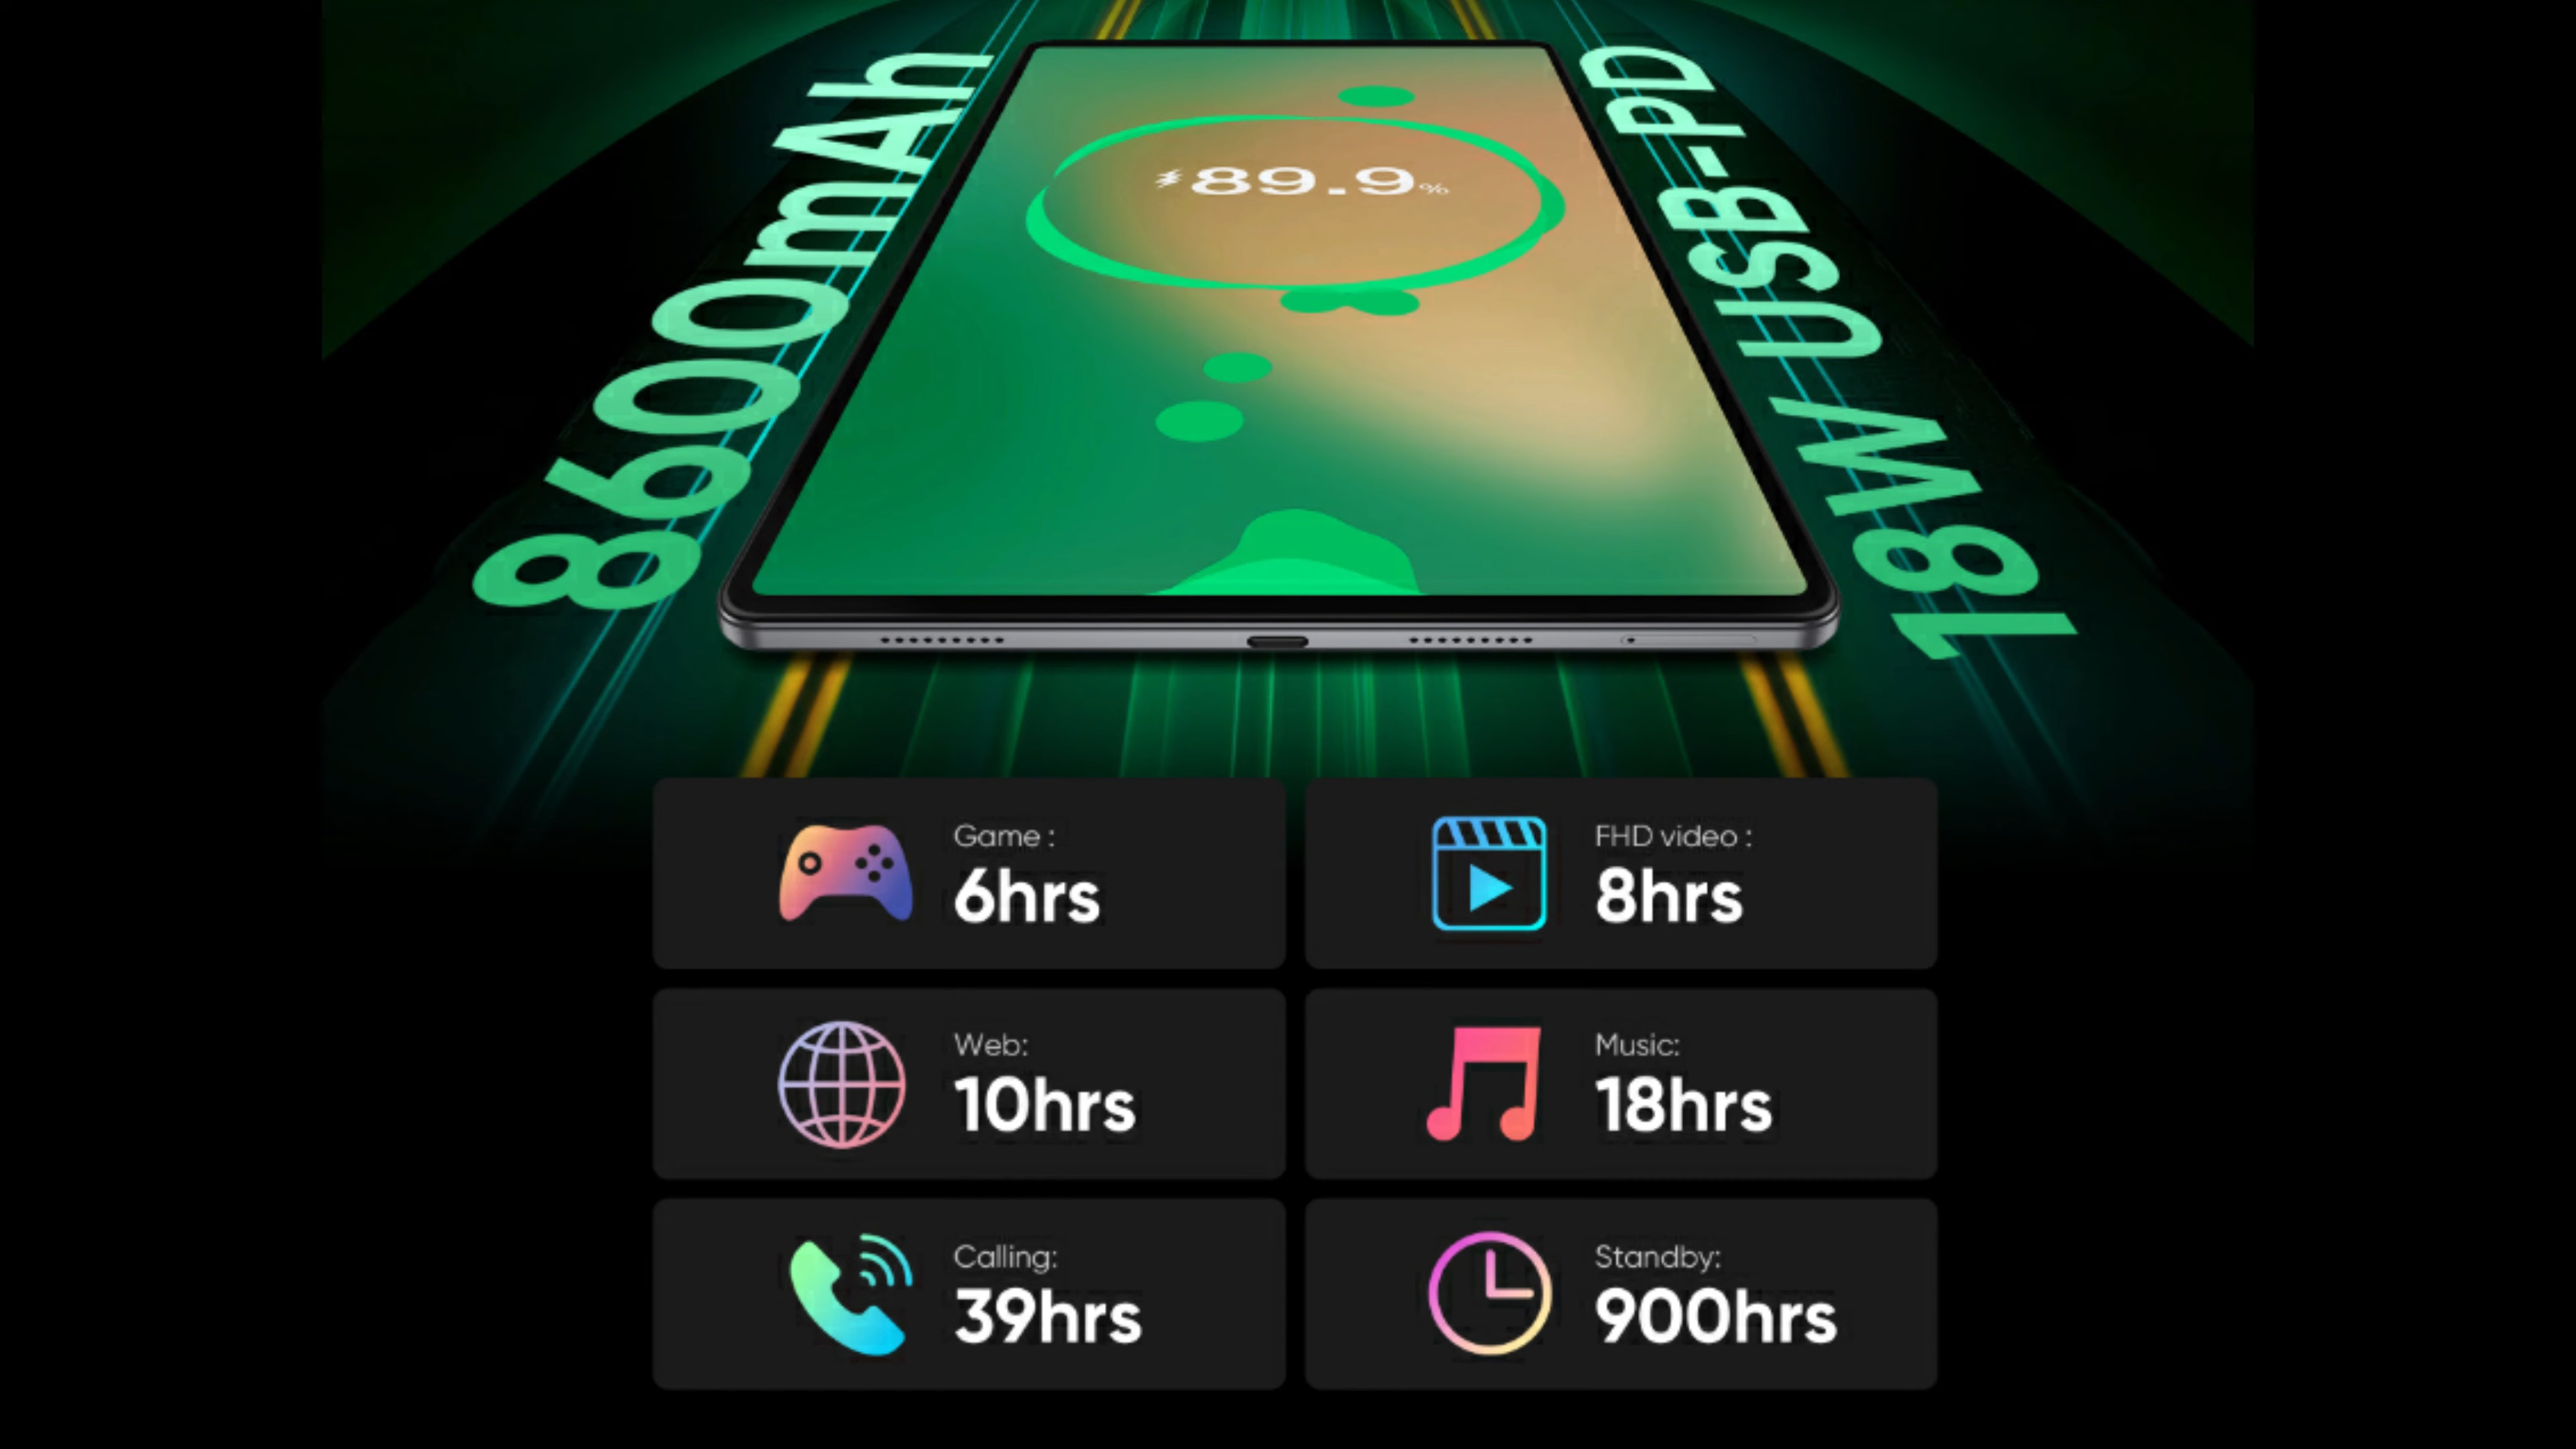 8600mAh
89.9%
18W USB-PD
Game :
6hrs
FHD video :
8hrs
Web:
10hrs
Music:
18hrs
Calling:
39hrs
Standby:
900hrs